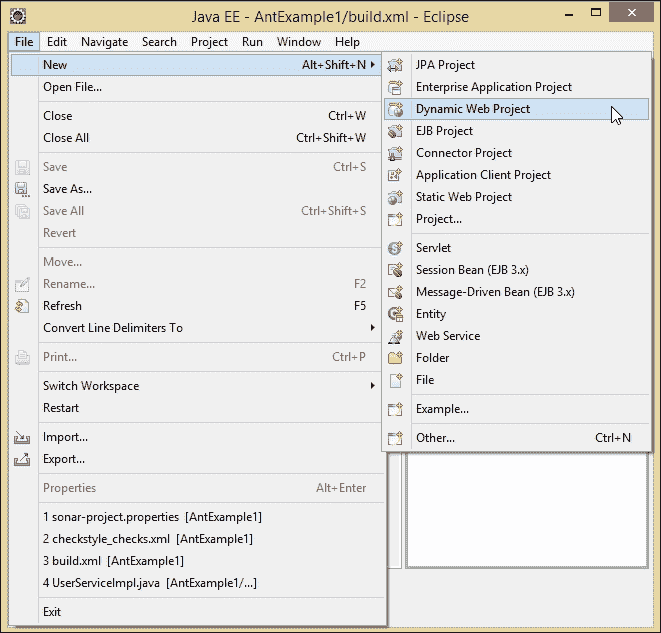 Java EE - AntExample1/build.xml - Eclipse
File Edit Navigate Search Project Run Window Help
New Alt+Shift+N
Open File...
Close Ctrl+W
Close All Ctrl+Shift+W
Save Ctrl+S
Save As...
Save All Ctrl+Shift+S
Revert
Move...
Rename... F2
Refresh F5
Convert Line Delimiters To
Print... Ctrl+P
Switch Workspace
Restart
Import...
Export...
Properties Alt+Enter
1 sonar-project.properties [AntExample1]
2 checkstyle_checks.xml [AntExample1]
3 build.xml [AntExample1]
4 UserServiceImpl.java [AntExample1/...]
Exit
JPA Project
Enterprise Application Project
Dynamic Web Project
EJB Project
Connector Project
Application Client Project
Static Web Project
Project...
Servlet
Session Bean (EJB 3.x)
Message-Driven Bean (EJB 3.x)
Entity
Web Service
Folder
File
Example...
Other... Ctrl+N